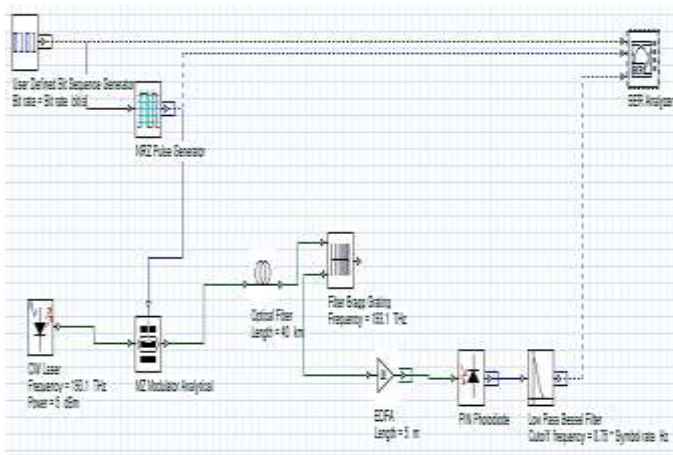 User Defined Bit Sequence Generator
Bit rate = Bit rate bit/s
BER Analyzer
NRZ Pulse Generator
Optical Fiber
Length = 40 km
Fiber Bragg Grating
Frequency = 193.1 THz
CW Laser
Frequency = 193.1 THz
Power = 5 dBm
MZ Modulator Analytical
EDFA
Length = 5 m
PIN Photodiode
Low Pass Bessel Filter
Cutoff frequency = 0.75 * Symbol rate Hz